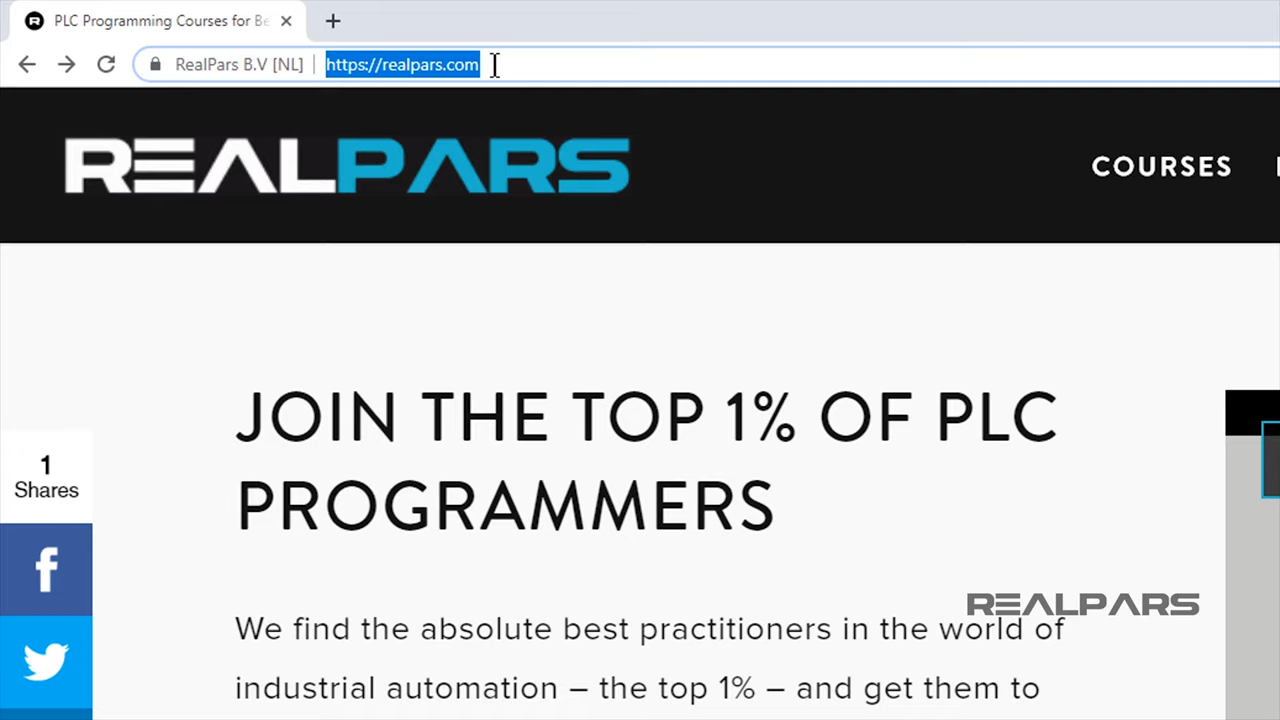 PLC Programming Courses for Be
RealPars B.V [NL] | https://realpars.com
REALPARS
COURSES
JOIN THE TOP 1% OF PLC
PROGRAMMERS
1
Shares
We find the absolute best practitioners in the world of
industrial automation – the top 1% – and get them to
REALPARS